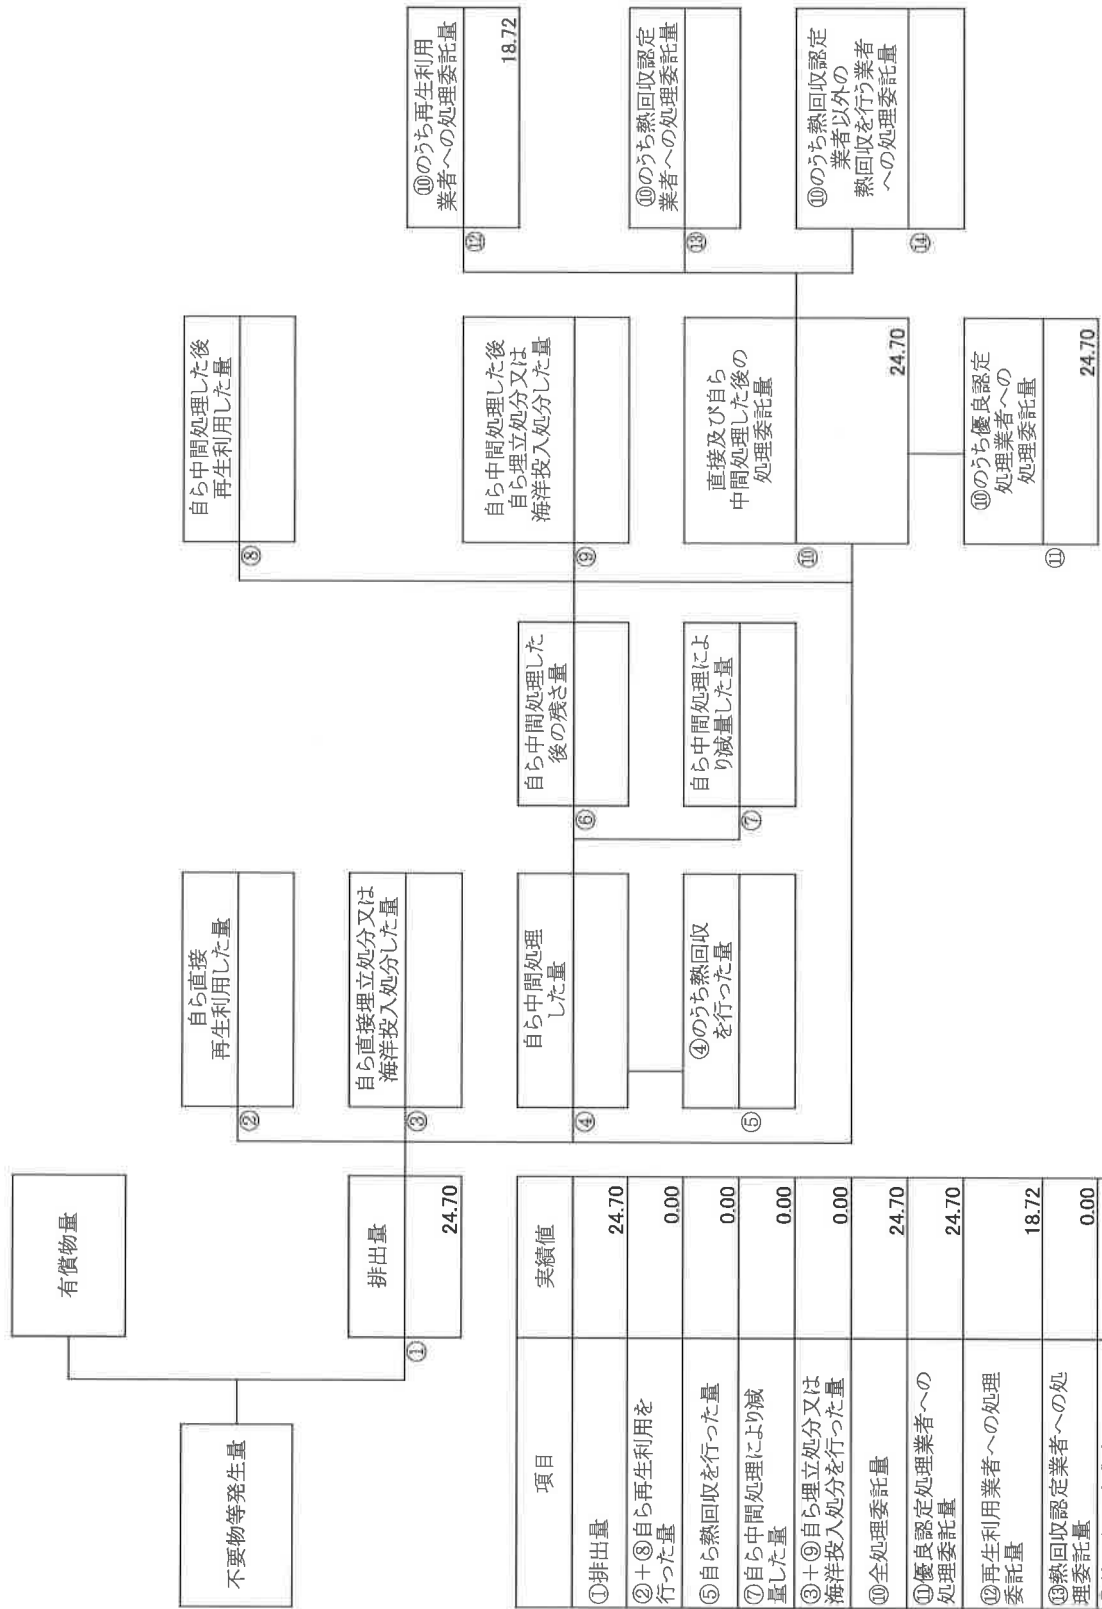 不要物等発生量
有償物量
排出量
①
24.70
自ら直接
再生利用した量
②
自ら直接埋立処分又は
海洋投入処分した量
③
自ら中間処理
した量
④
④のうち熱回収
を行った量
⑤
自ら中間処理した
後の残さ量
⑥
自ら中間処理によ
り減量した量
⑦
自ら中間処理した後
再生利用した量
⑧
自ら中間処理した後
自ら埋立処分又は
海洋投入処分した量
⑨
直接及び自ら
中間処理した後の
処理委託量
⑩
24.70
⑩のうち優良認定
処理業者への
処理委託量
⑪
24.70
⑩のうち再生利用
業者への処理委託量
⑫
18.72
⑩のうち熱回収認定
業者への処理委託量
⑬
⑩のうち熱回収認定
業者以外の
熱回収を行う業者
への処理委託量
⑭
項目
実績値
①排出量
24.70
②+⑧自ら再生利用を
行った量
0.00
⑤自ら熱回収を行った量
0.00
⑦自ら中間処理により減
量した量
0.00
③+⑨自ら埋立処分又は
海洋投入処分を行った量
0.00
⑩全処理委託量
24.70
⑪優良認定処理業者への
処理委託量
24.70
⑫再生利用業者への処理
委託量
18.72
⑬熱回収認定業者への処
理委託量
0.00